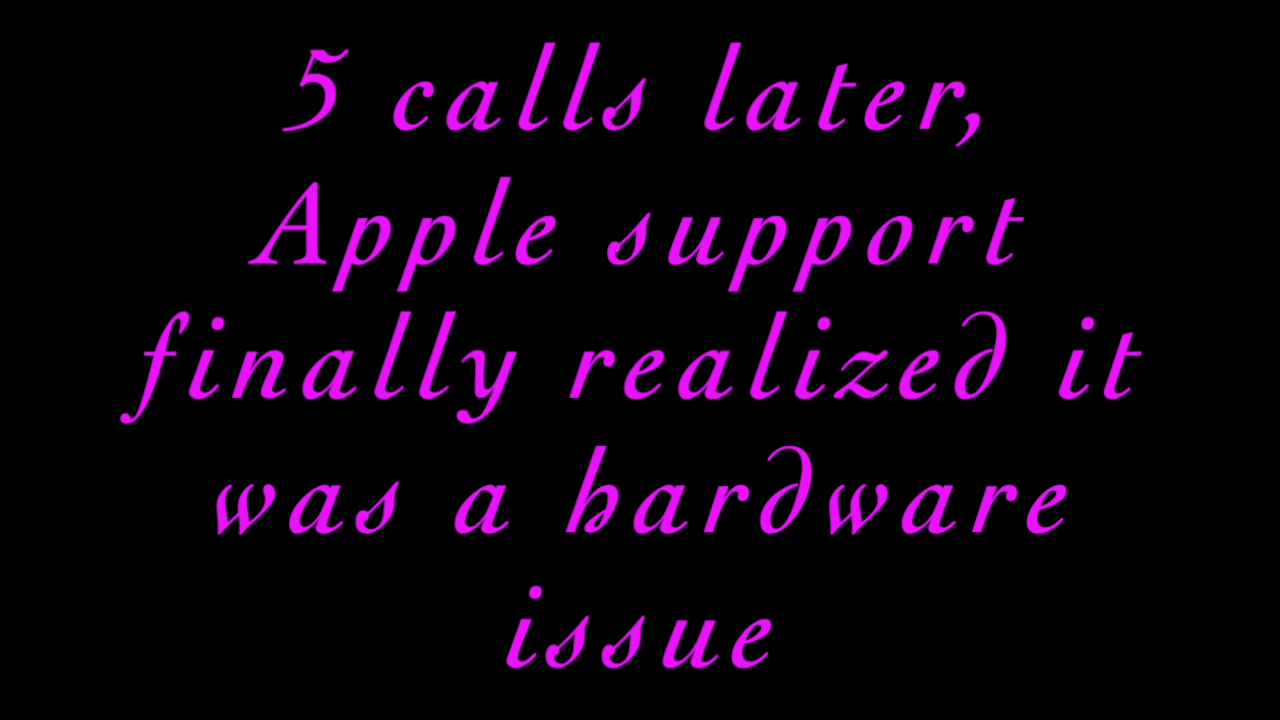 5 calls later,
Apple support
finally realized it
was a hardware
issue